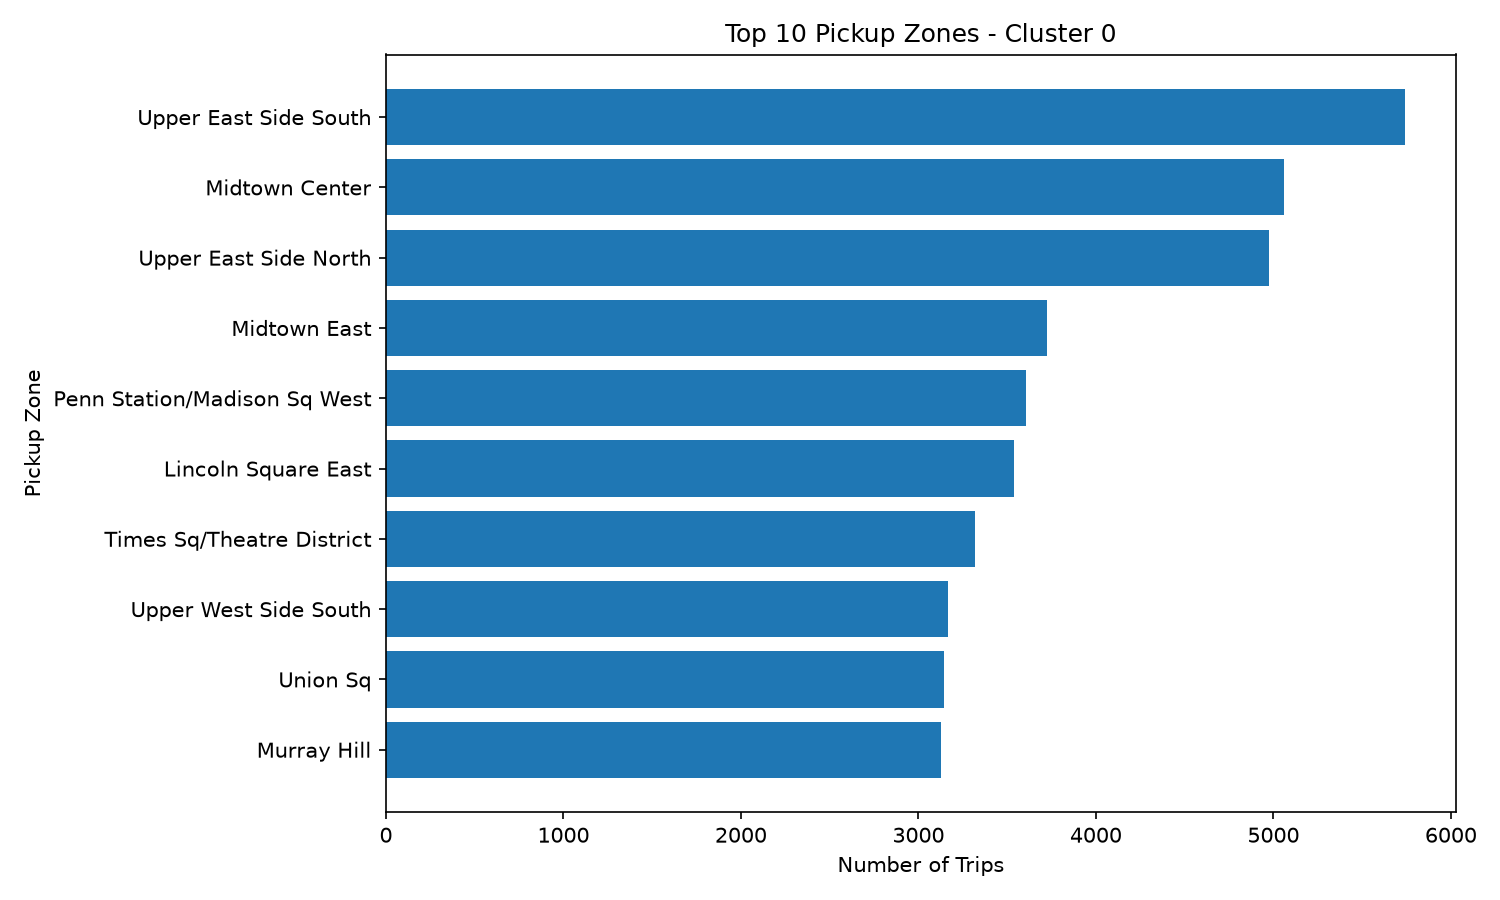 Top 10 Pickup Zones - Cluster 0
Upper East Side South
Midtown Center
Upper East Side North
Midtown East
Penn Station/Madison Sq West
Lincoln Square East
Times Sq/Theatre District
Upper West Side South
Union Sq
Murray Hill
Pickup Zone
0 1000 2000 3000 4000 5000 6000
Number of Trips